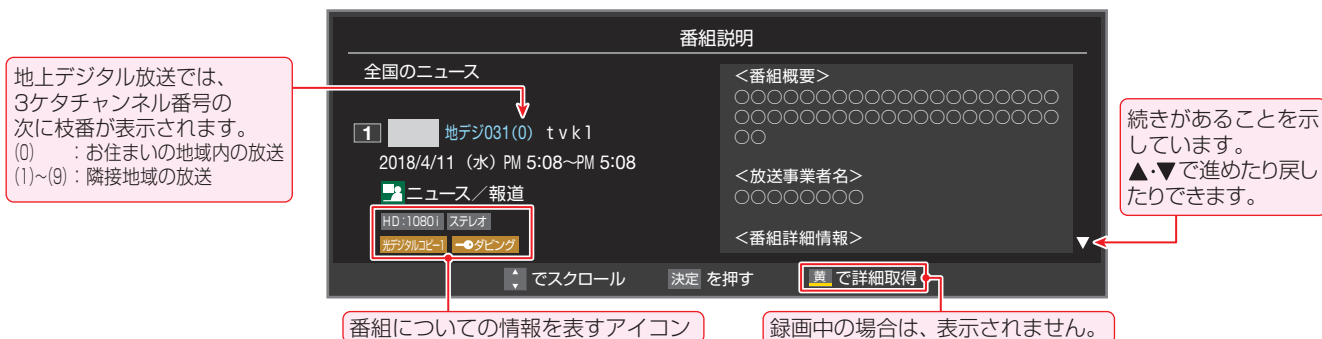 番組説明
地上デジタル放送では、
3ケタチャンネル番号の
次に枝番が表示されます。
(0) ：お住まいの地域内の放送
(1)~(9)：隣接地域の放送
全国のニュース
1 地デジ031(0) tvk1
2018/4/11 (水) PM 5:08~PM 5:08
ニュース／報道
HD:1080i ステレオ
光デジタルコピー1 ダビング
<番組概要>
○○○○○○○○○○○○○○○○○○○○
○○○○○○○○○○○○○○○○○○○○
○○
<放送事業者名>
○○○○○○○○
<番組詳細情報>
▼
続きがあることを示
しています。
▲・▼で進めたり戻し
たりできます。
でスクロール 決定 を押す 黄 で詳細取得
番組についての情報を表すアイコン
録画中の場合は、表示されません。